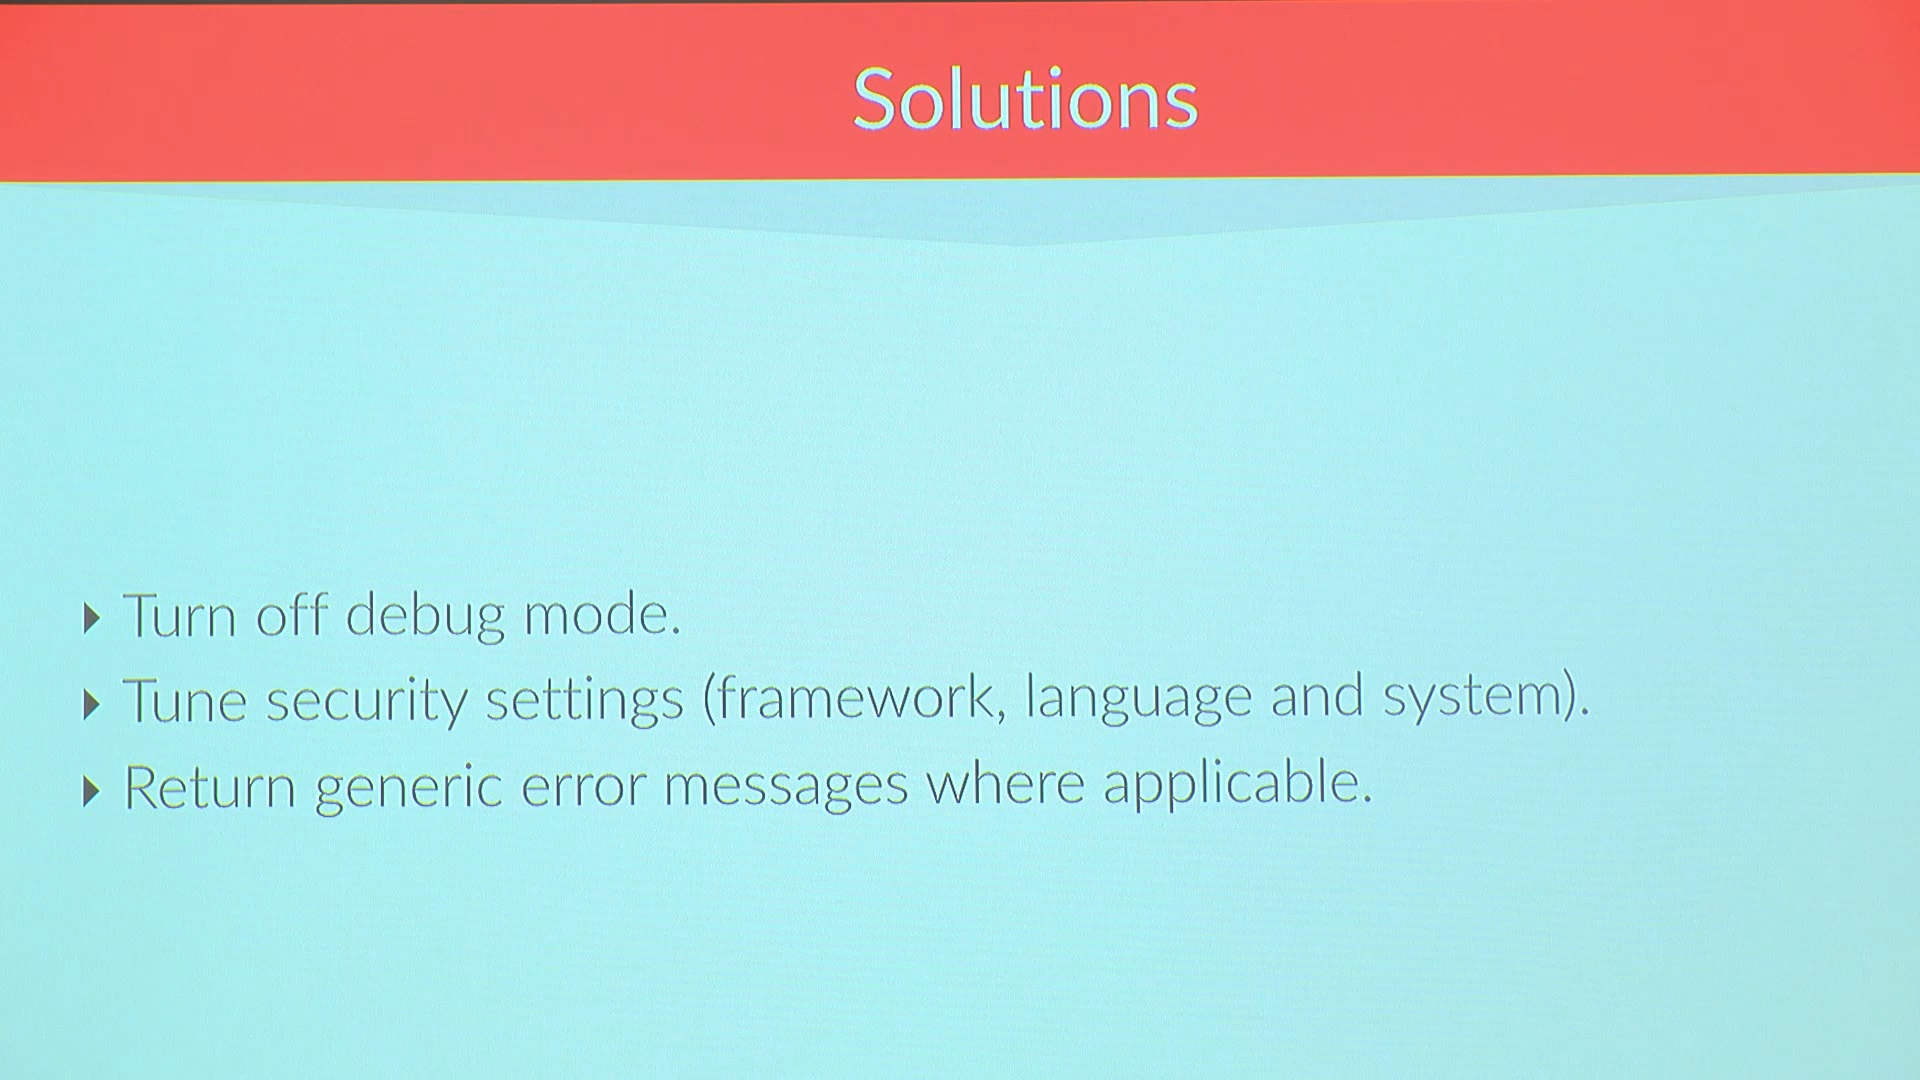 Solutions
Turn off debug mode.
Tune security settings (framework, language and system).
Return generic error messages where applicable.